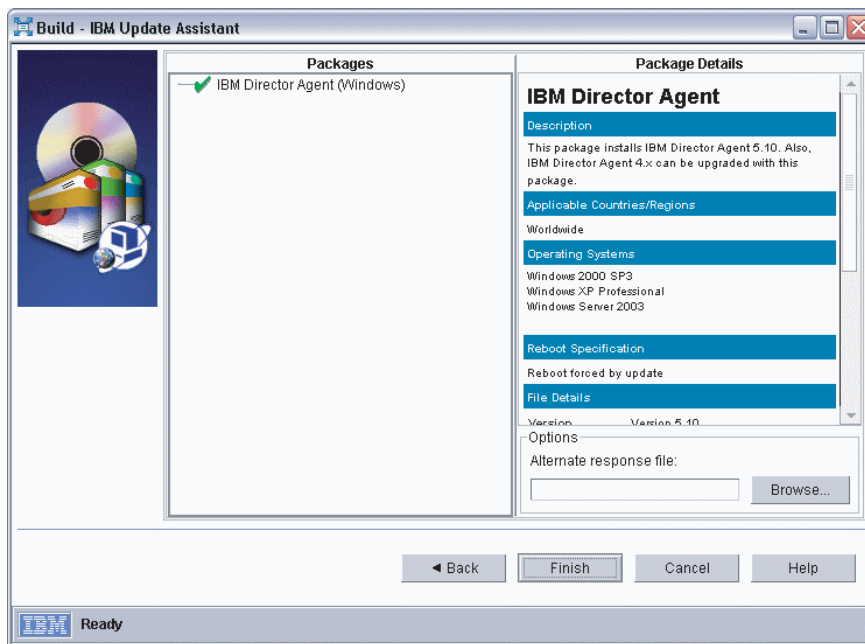 Build - IBM Update Assistant
Packages
IBM Director Agent (Windows)
Package Details
IBM Director Agent
Description
This package installs IBM Director Agent 5.10. Also,
IBM Director Agent 4.x can be upgraded with this
package.
Applicable Countries/Regions
Worldwide
Operating Systems
Windows 2000 SP3
Windows XP Professional
Windows Server 2003
Reboot Specification
Reboot forced by update
File Details
Version Version 5.10
Options
Alternate response file:
Browse...
Back
Finish
Cancel
Help
IBM Ready